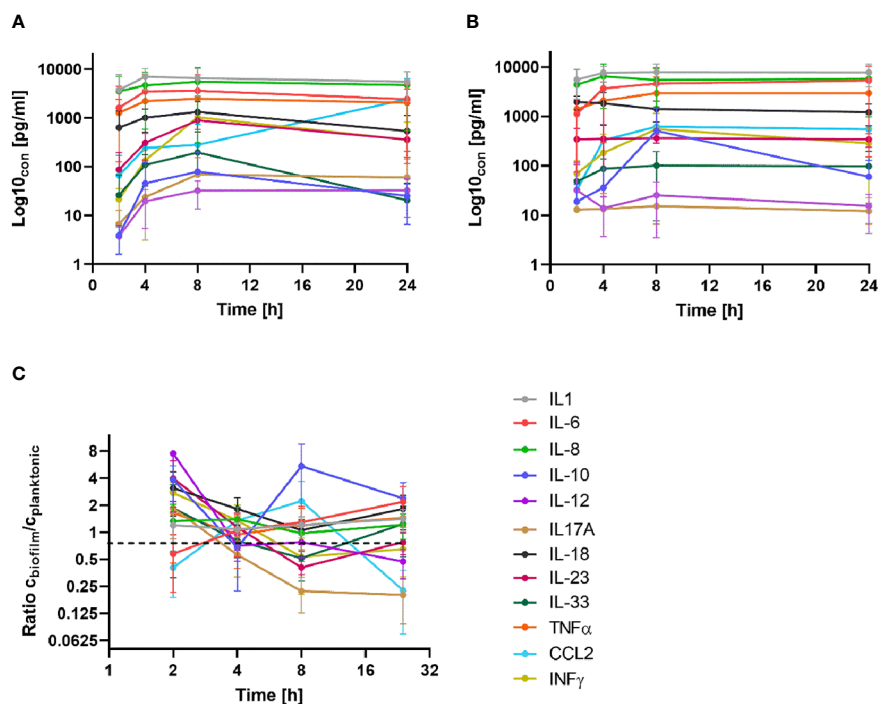 A
B
Log10con [pg/ml]
10000
1000
100
10
1
0
4
8
12
16
20
24
Time [h]
Log10con [pg/ml]
10000
1000
100
10
1
0
4
8
12
16
20
24
Time [h]
C
Ratio cbiofilm/cplanktonic
8
4
2
1
0.5
0.25
0.125
0.0625
1
2
4
8
16
32
Time [h]
IL1
IL-6
IL-8
IL-10
IL-12
IL17A
IL-18
IL-23
IL-33
TNFα
CCL2
INFγ